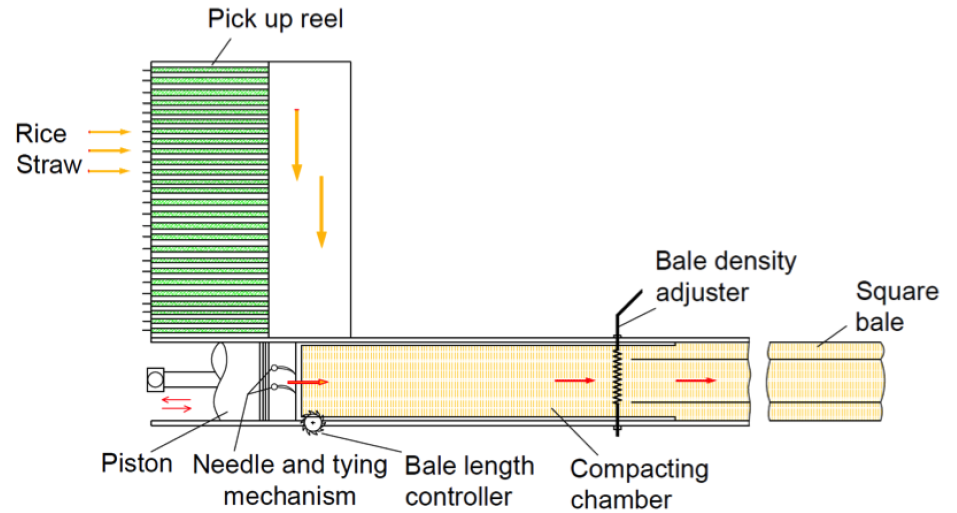 Pick up reel
Rice
Straw
Bale density
adjuster
Square
bale
Piston
Needle and tying
mechanism
Bale length
controller
Compacting
chamber